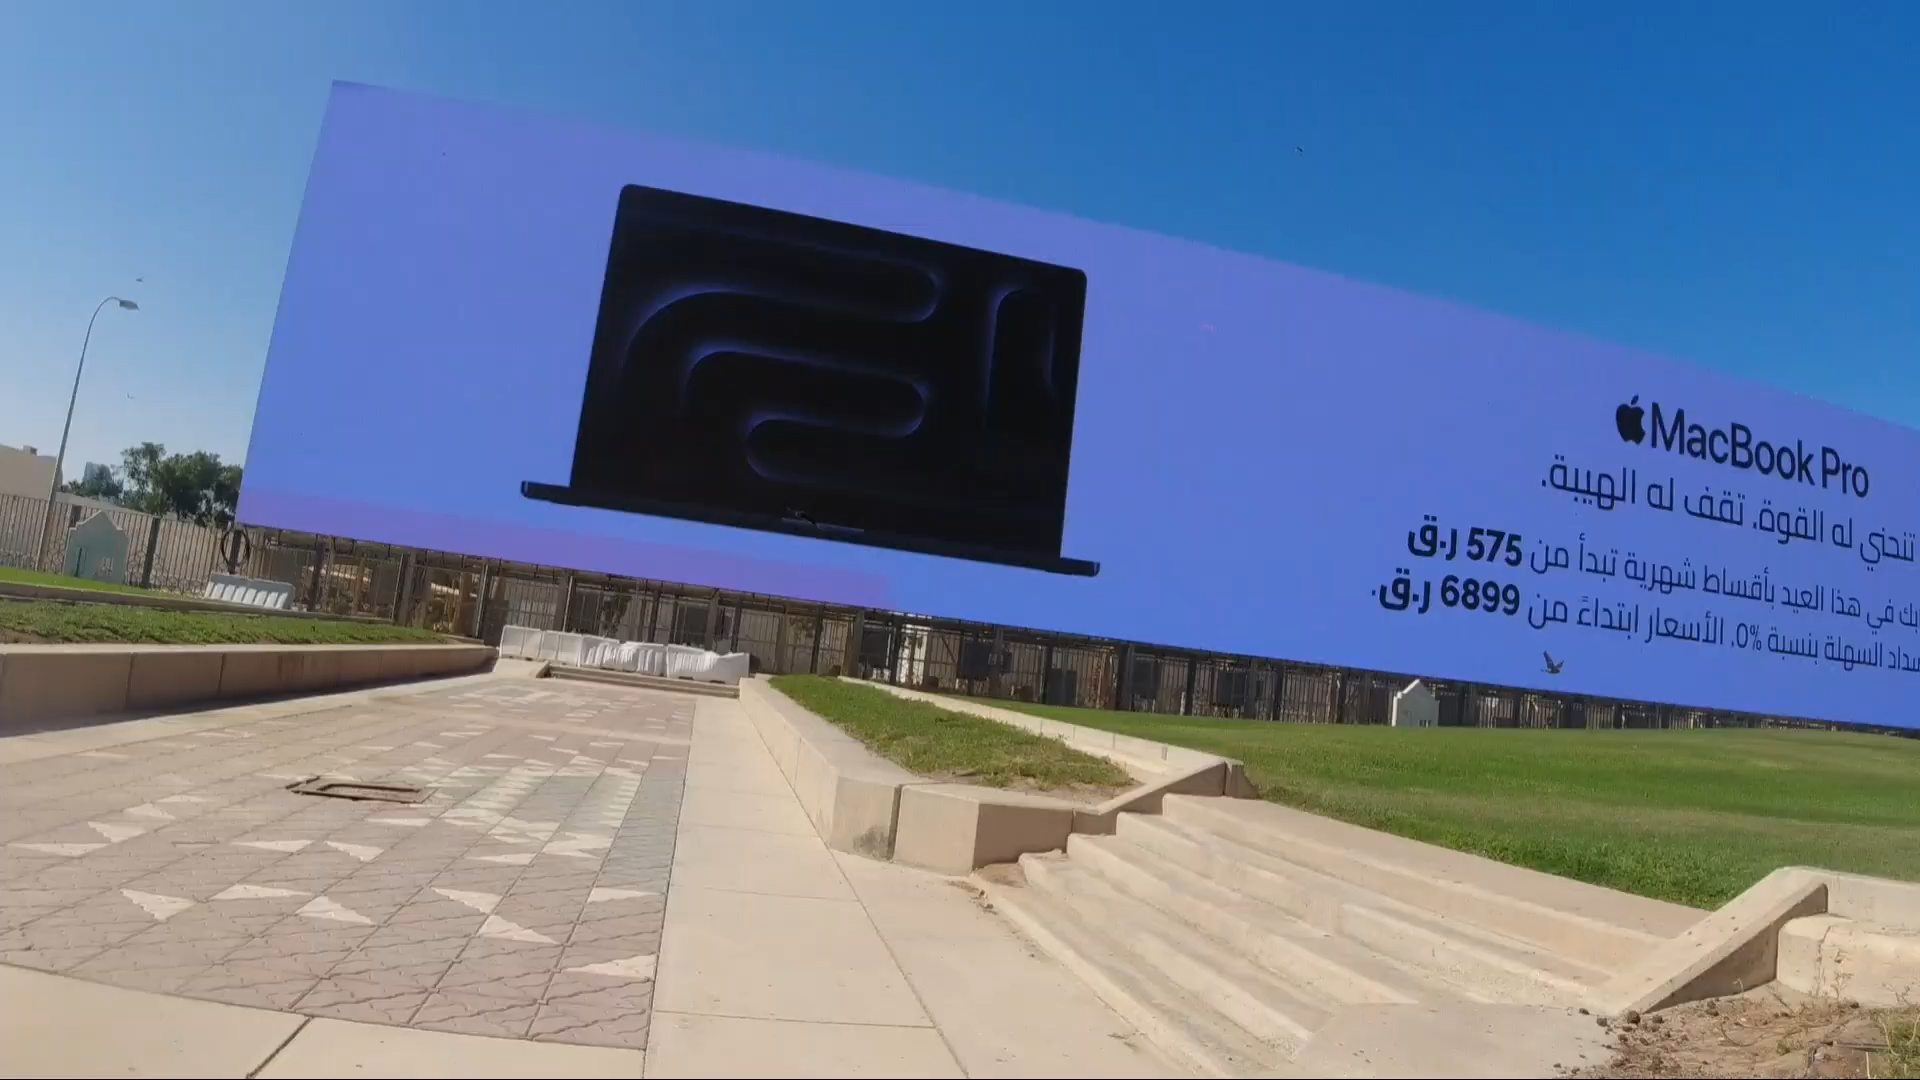 MacBook Pro
تنحني له القوة. تقف له الهيبة.
في هذا العيد بأقساط شهرية تبدأ من 575 ر.ق
السهلة بنسبة 0%. الأسعار ابتداءً من 6899 ر.ق.